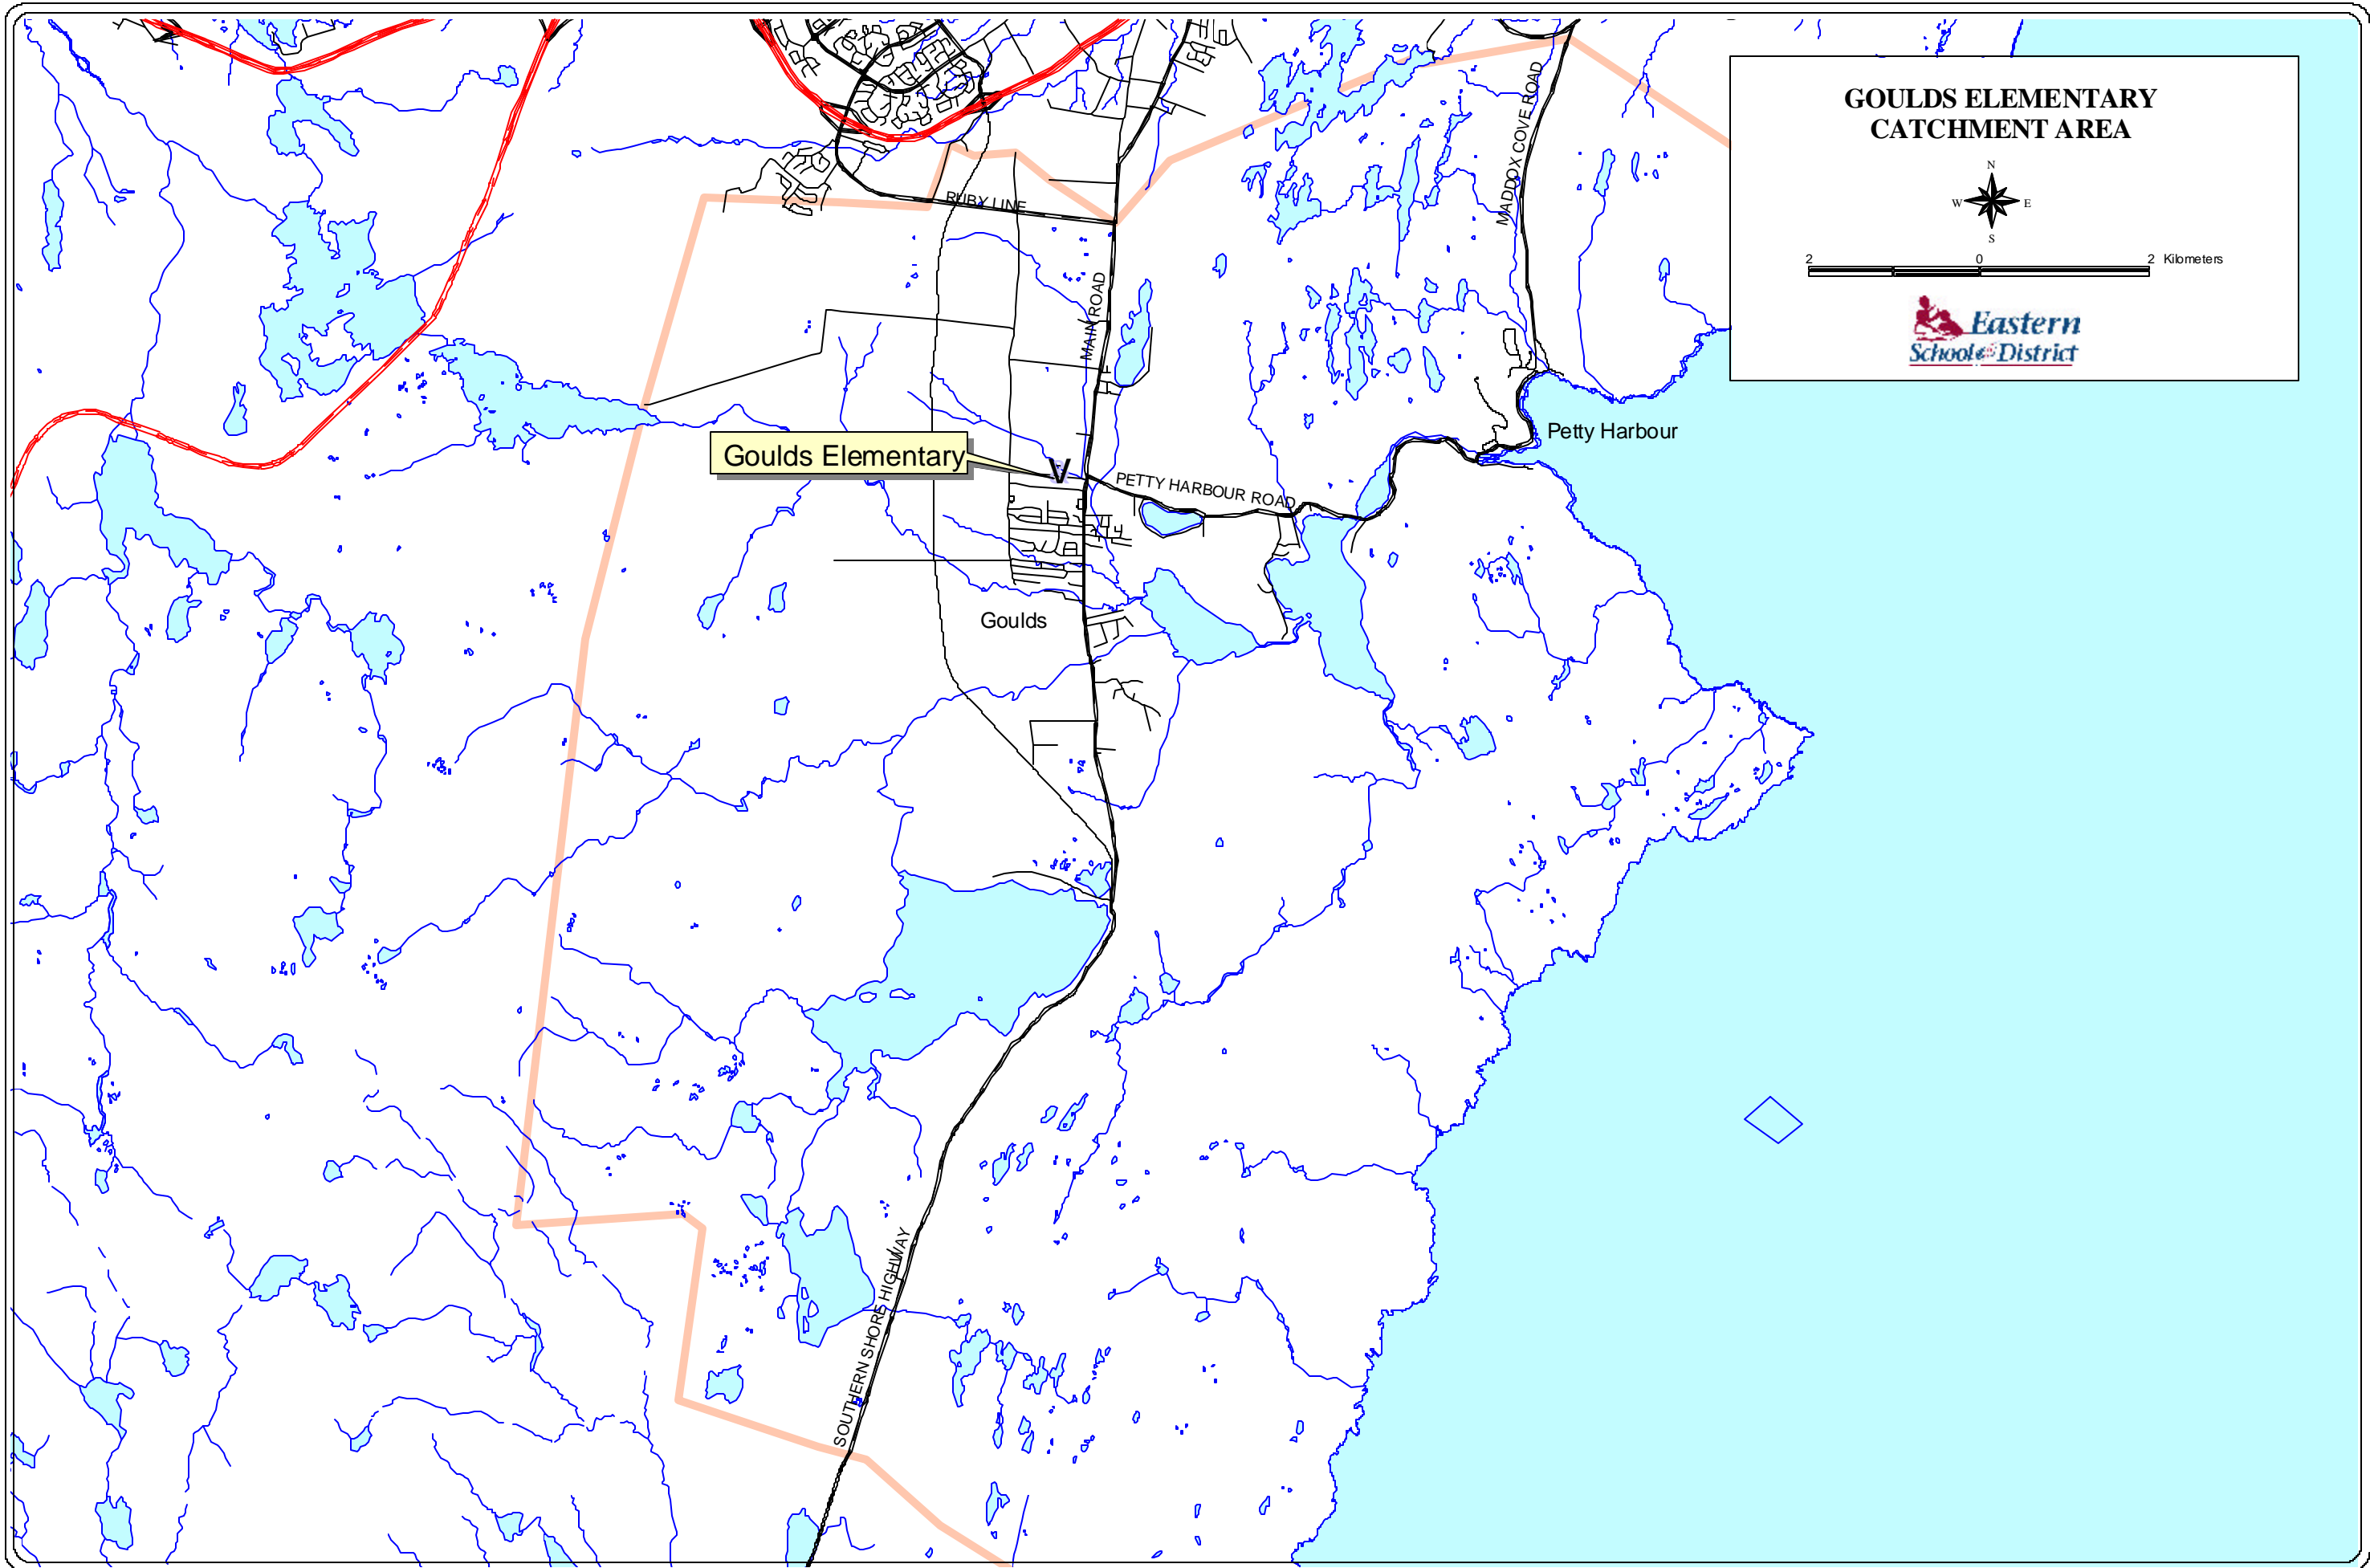 GOULDS ELEMENTARY
CATCHMENT AREA
N
W E
S
2 0 2 Kilometers
Eastern
School District
MADDOX COVE ROAD
RUBY LINE
MAIN ROAD
Petty Harbour
Goulds Elementary
V
PETTY HARBOUR ROAD
Goulds
SOUTHERN SHORE HIGHWAY